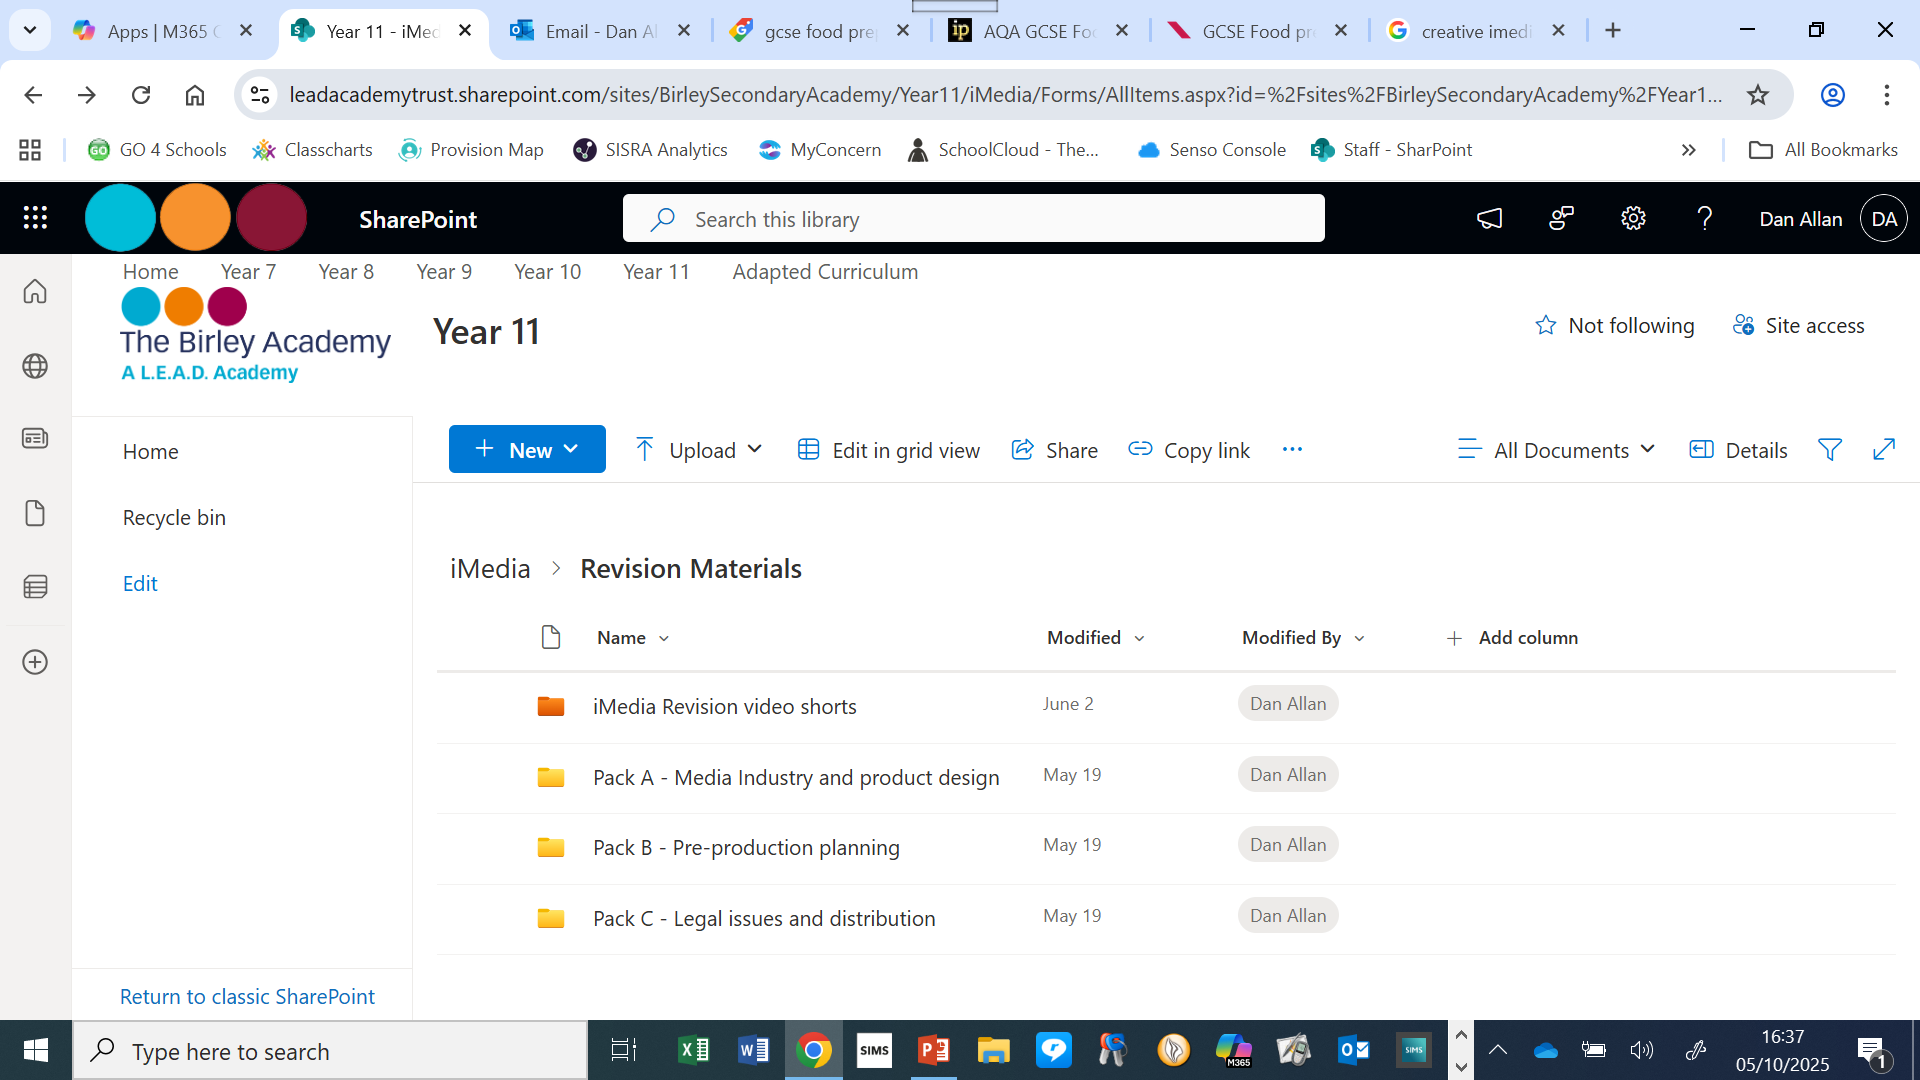 Apps | M365 C
Year 11 - iMed
Email - Dan Al
gcse food pre
AQA GCSE Foo
GCSE Food pr
creative imedi
leadacademytrust.sharepoint.com/sites/BirleySecondaryAcademy/Year11/iMedia/Forms/AllItems.aspx?id=%2Fsites%2FBirleySecondaryAcademy%2FYear1...
GO 4 Schools
Classcharts
Provision Map
SISRA Analytics
MyConcern
SchoolCloud - The...
Senso Console
Staff - SharPoint
All Bookmarks
SharePoint
Search this library
Dan Allan
DA
Home Year 7 Year 8 Year 9 Year 10 Year 11 Adapted Curriculum
The Birley Academy
A L.E.A.D. Academy
Year 11
Not following
Site access
Home
Recycle bin
Edit
Return to classic SharePoint
New
Upload
Edit in grid view
Share
Copy link
All Documents
Details
iMedia > Revision Materials
Name Modified Modified By + Add column
iMedia Revision video shorts June 2 Dan Allan
Pack A - Media Industry and product design May 19 Dan Allan
Pack B - Pre-production planning May 19 Dan Allan
Pack C - Legal issues and distribution May 19 Dan Allan
Type here to search
SIMS
M365
SIMS
16:37
05/10/2025
1